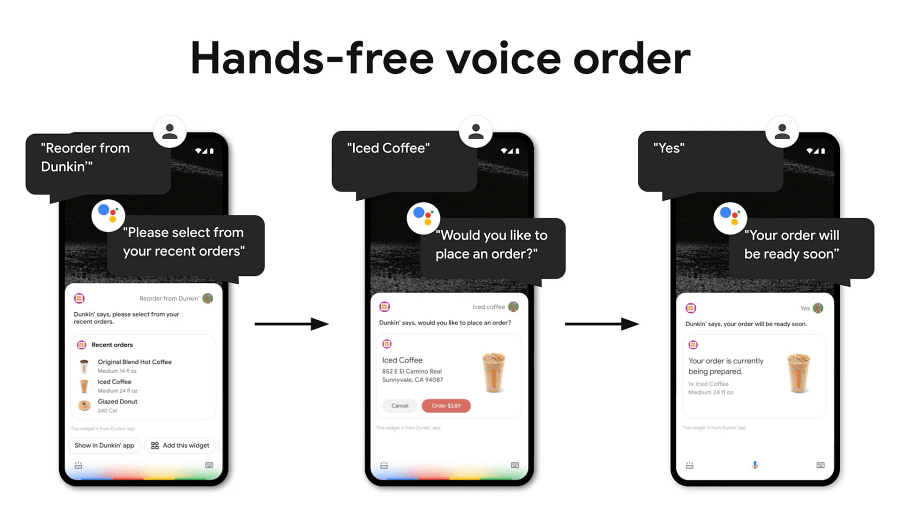 Hands-free voice order
"Reorder from
Dunkin'"
"Please select from
your recent orders"
Reorder from Dunkin'
Dunkin' says, please select from your
recent orders.
Recent orders
Original Blend Hot Coffee
Medium 14 fl oz
Iced Coffee
Medium 24 fl oz
Glazed Donut
240 Cal
This widget is from Dunkin' app
Show in Dunkin' app
Add this widget
"Iced Coffee"
"Would you like to
place an order?"
Iced coffee
Dunkin' says, would you like to place an order?
Iced Coffee
852 E El Camino Real
Sunnyvale, CA 94087
Cancel
Order $3.89
This widget is from Dunkin' app
"Yes"
"Your order will
be ready soon”
Yes
Dunkin' says, your order will be ready soon.
Your order is currently
being prepared.
1x Iced Coffee
Medium 24 fl oz
This widget is from Dunkin' app